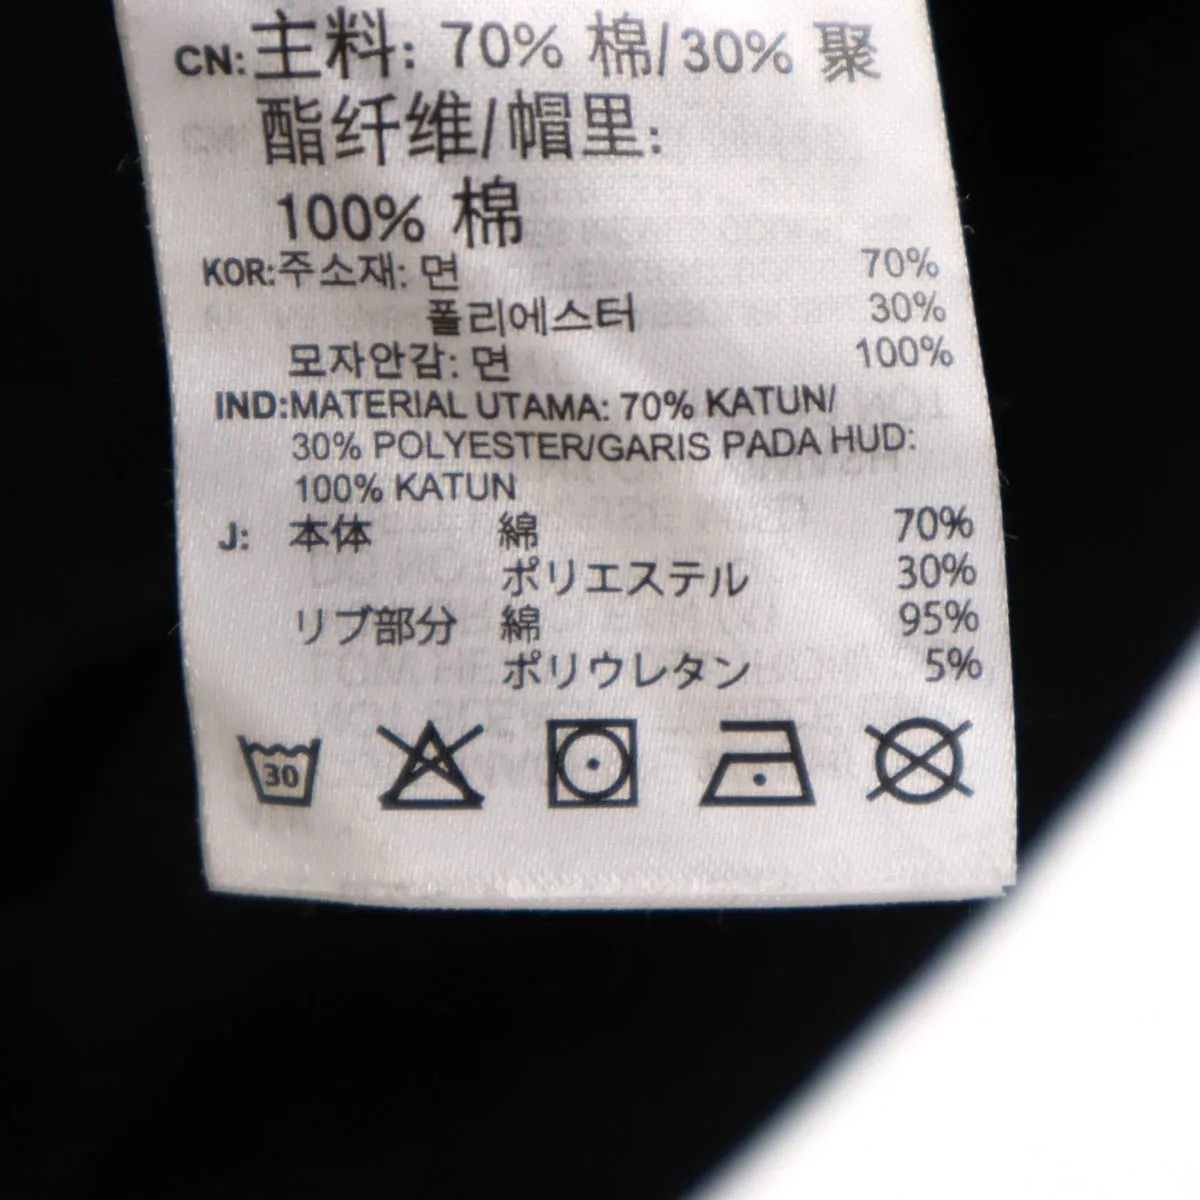 CN:主料: 70% 棉/30% 聚
酯纤维/帽里:
100% 棉
KOR:주소재: 면 70%
폴리에스터 30%
모자안감: 면 100%
IND:MATERIAL UTAMA: 70% KATUN/
30% POLYESTER/GARIS PADA HUD:
100% KATUN
J: 本体 綿 70%
ポリエステル 30%
リブ部分 綿 95%
ポリウレタン 5%
30